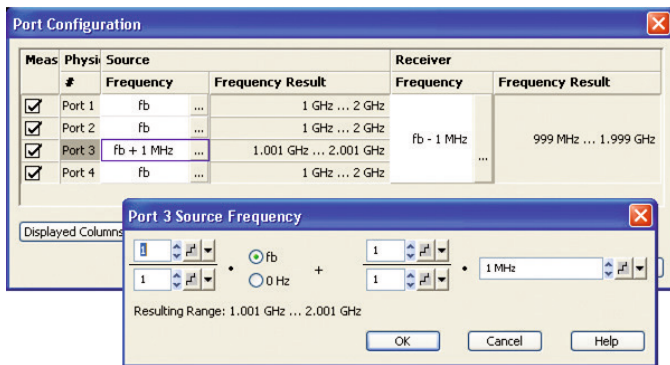 Port Configuration
Meas Physi Source Receiver
# Frequency Frequency Result Frequency Frequency Result
Port 1 fb ... 1 GHz ... 2 GHz
Port 2 fb ... 1 GHz ... 2 GHz
fb - 1 MHz ... 999 MHz ... 1.999 GHz
Port 3 fb + 1 MHz ... 1.001 GHz ... 2.001 GHz
Port 4 fb ... 1 GHz ... 2 GHz
Displayed Columns
Port 3 Source Frequency
1 fb 1
• + • 1 MHz
1 0 Hz 1
Resulting Range: 1.001 GHz ... 2.001 GHz
OK Cancel Help